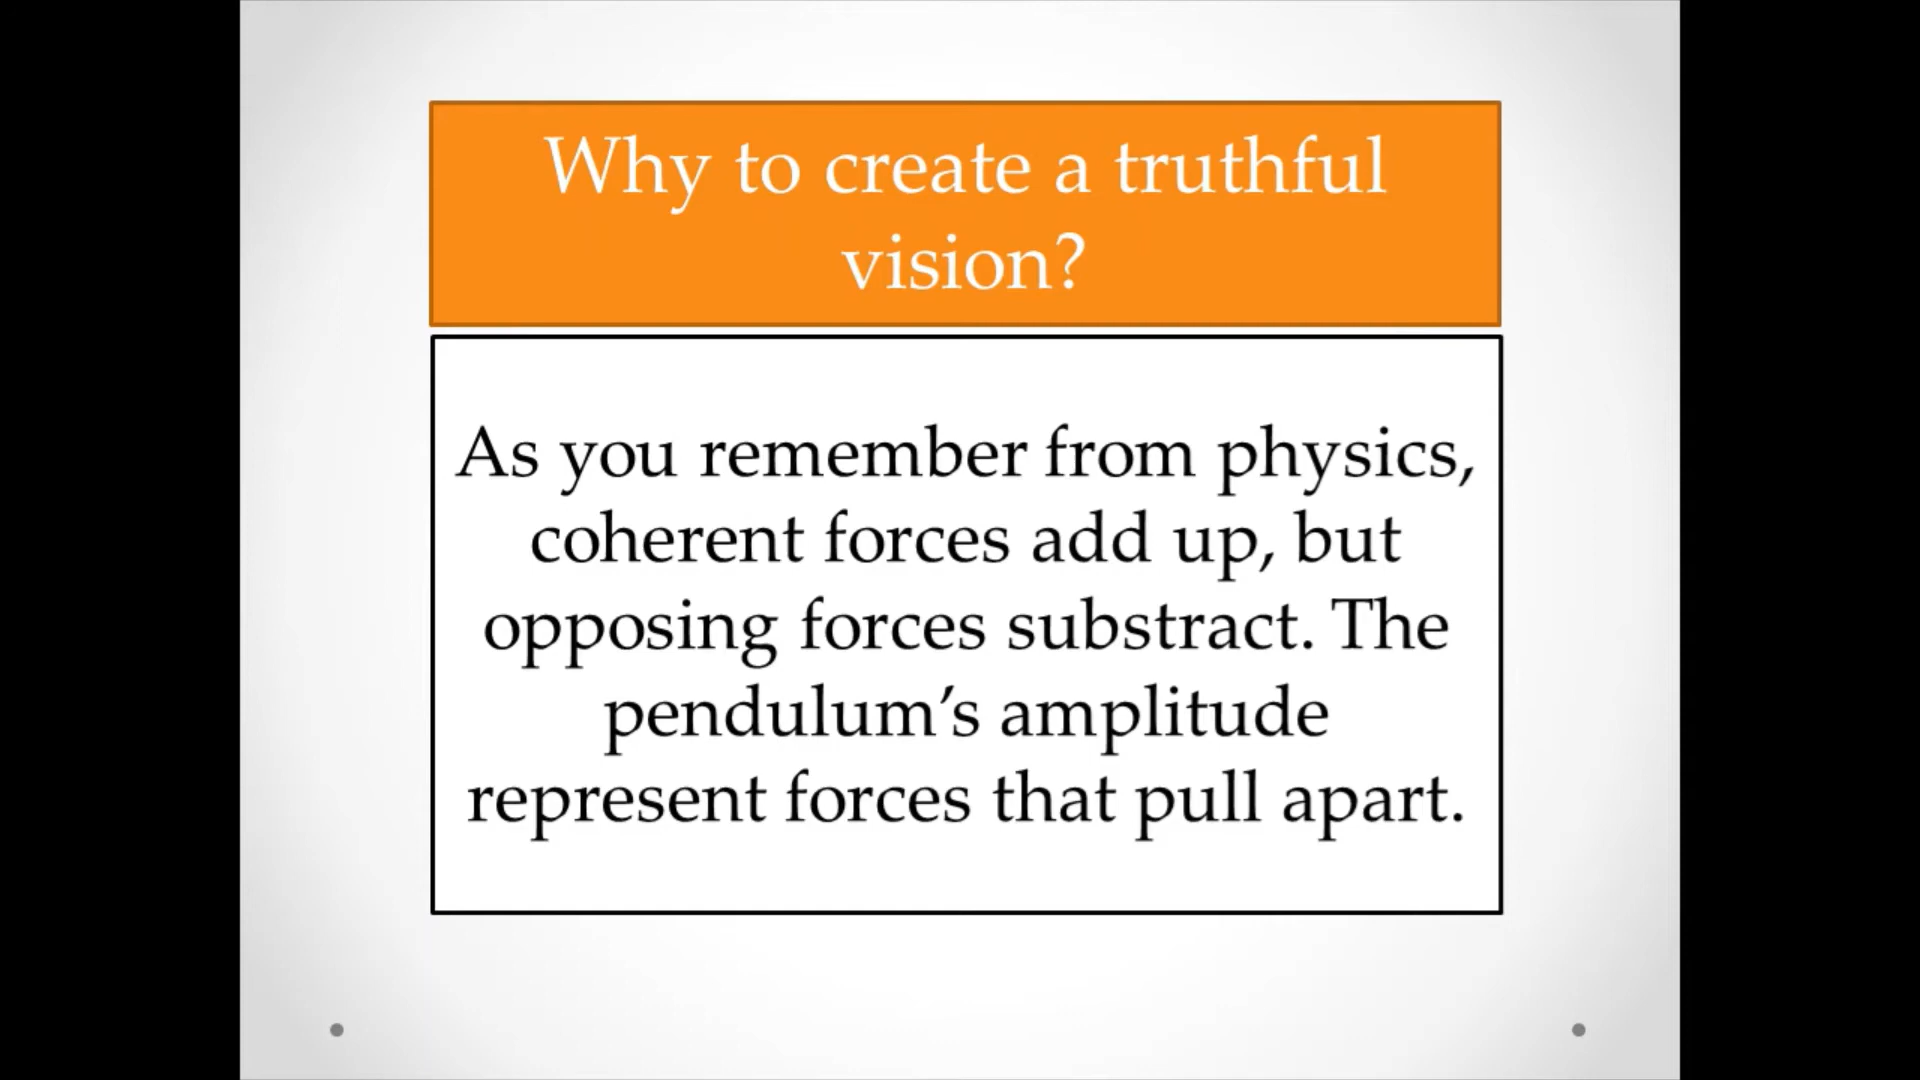 Why to create a truthful
vision?
As you remember from physics,
coherent forces add up, but
opposing forces substract. The
pendulum’s amplitude
represent forces that pull apart.